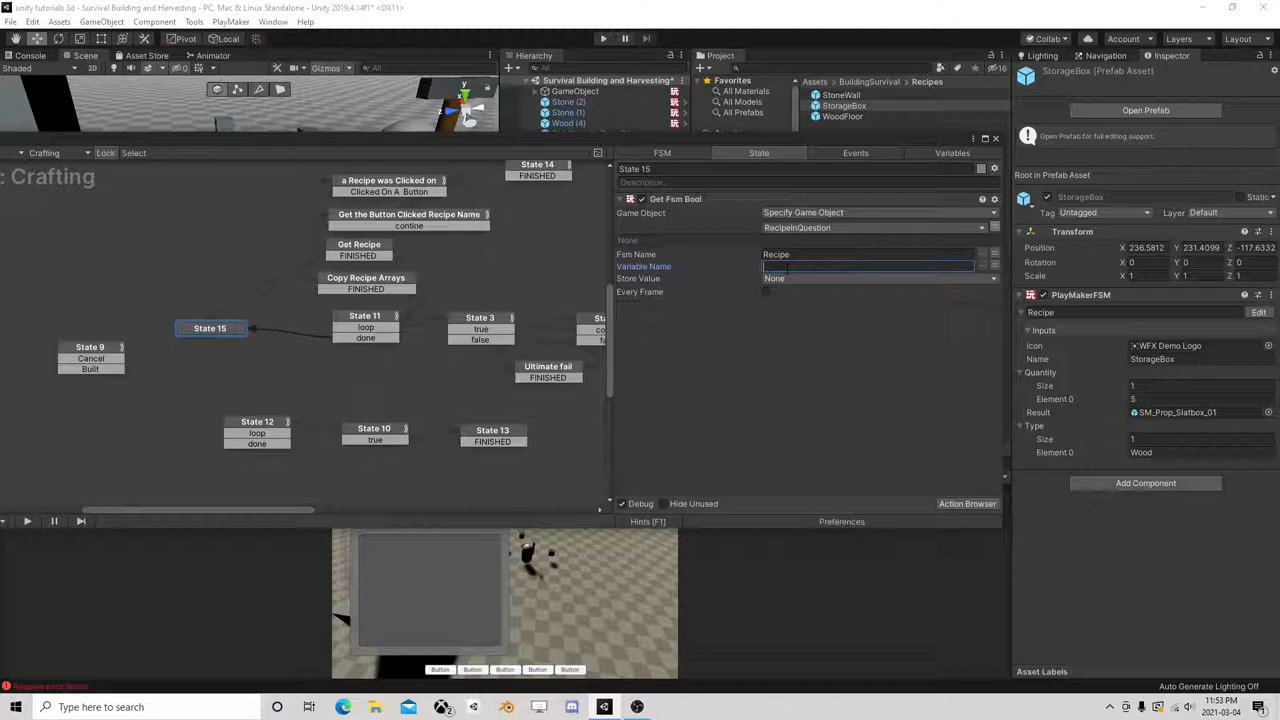 unity tutorials 3d - Survival Building and Harvesting - PC, Mac & Linux Standalone - Unity 2019.4.14f1* <DX11>
File Edit Assets GameObject Component Tools PlayMaker Window Help
Pivot Local Collab Account Layers Layout
Console Scene Asset Store Animator Hierarchy Project Lighting Navigation Inspector
Shaded 2D Gizmos All All
Survival Building and Harvesting*
GameObject
Stone (2)
Stone (1)
Wood (4)
Favorites
All Materials
All Models
All Prefabs
Assets BuildingSurvival Recipes
StoneWall
StorageBox
WoodFloor
16
StorageBox (Prefab Asset)
Open Prefab
Open Prefab for full editing support.
Root in Prefab Asset
StorageBox Static
Tag Untagged Layer Default
Transform
Position X 236.5812 Y 231.4099 Z -117.6332
Rotation X 0 Y 0 Z 0
Scale X 1 Y 1 Z 1
PlayMakerFSM
Recipe Edit
Inputs
Icon WFX Demo Logo
Name StorageBox
Quantity
Size 1
Element 0 5
Result SM_Prop_Slatbox_01
Type
Size 1
Element 0 Wood
Add Component
Asset Labels
Auto Generate Lighting Off
Crafting Lock Select
: Crafting
State 14
FINISHED
a Recipe was Clicked on
Clicked On A Button
Get the Button Clicked Recipe Name
contine
Get Recipe
FINISHED
Copy Recipe Arrays
FINISHED
State 15
State 11
loop
done
State 3
true
false
Sta
co
fa
State 9
Cancel
Built
Ultimate fail
FINISHED
State 12
loop
done
State 10
true
State 13
FINISHED
FSM State Events Variables
State 15
Description...
Get Fsm Bool
Game Object Specify Game Object
RecipeInQuestion
None
Fsm Name Recipe
Variable Name
Store Value None
Every Frame
Debug Hide Unused Action Browser
Hints [F1] Preferences
Button Button Button Button Button
Type here to search
11:53 PM
2021-03-04